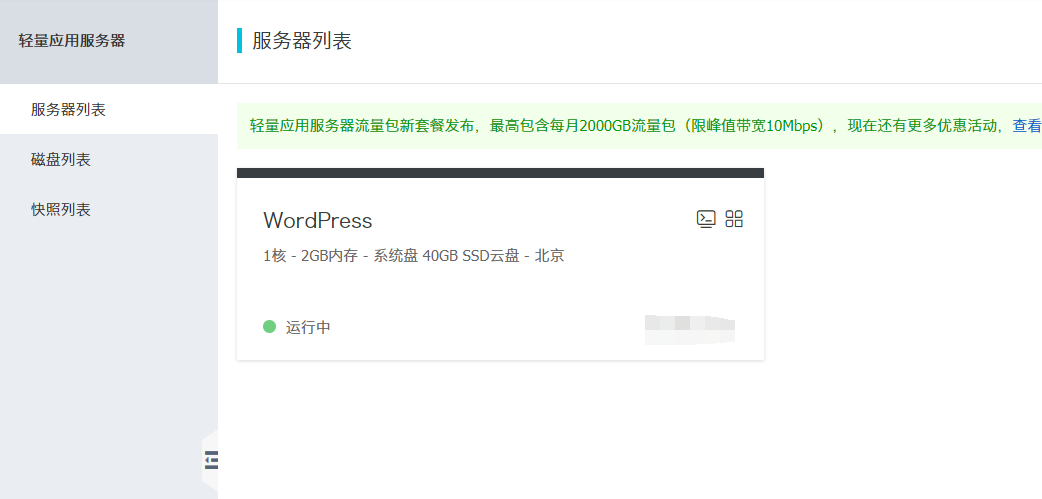 轻量应用服务器
服务器列表
服务器列表
磁盘列表
快照列表
轻量应用服务器流量包新套餐发布，最高包含每月2000GB流量包（限峰值带宽10Mbps），现在还有更多优惠活动，查看
WordPress
1核 - 2GB内存 - 系统盘 40GB SSD云盘 - 北京
运行中